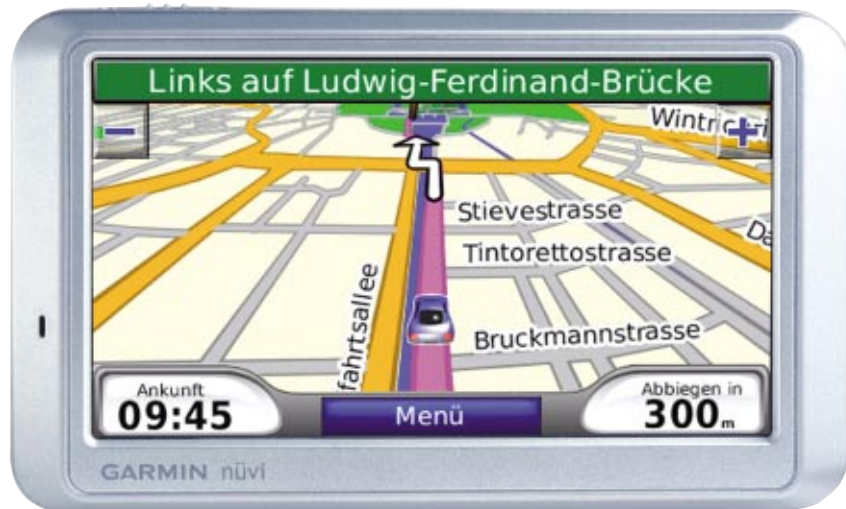 Links auf Ludwig-Ferdinand-Brücke
Stievestrasse
Tintorettostrasse
fahrtsallee
Bruckmannstrasse
Ankunft
09:45
Menü
Abbiegen in
300m
GARMIN nüvi